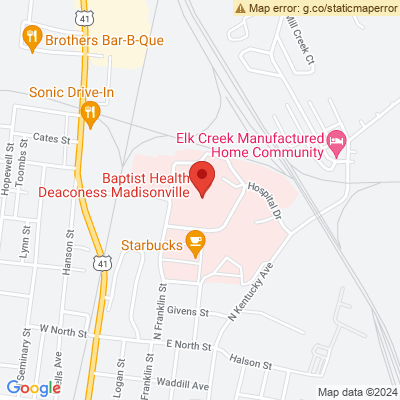 Map error: g.co/staticmaperror
41
Mill Creek Ct
Brothers Bar-B-Que
Sonic Drive-In
Cates St
Elk Creek Manufactured
Home Community
Hopewell St
Toombs St
Baptist Health
Deaconess Madisonville
Hospital Dr
Lynn St
Hanson St
Starbucks
41
N Kentucky Ave
N Franklin St
Givens St
W North St
E North St
Halson St
Seminary St
ells Ave
Logan St
Franklin St
Waddill Ave
Google
Map data ©2024